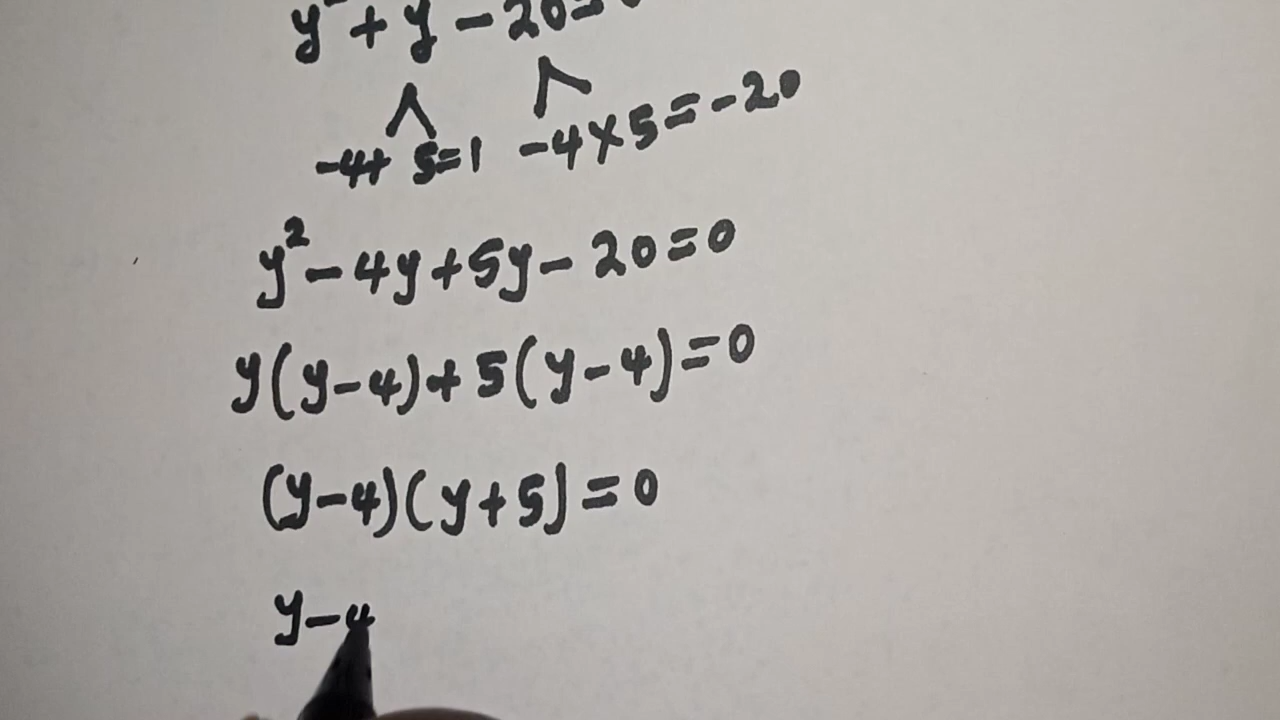 y² + y - 20 = 0
-4 + 5 = 1 -4 × 5 = -20
y² - 4y + 5y - 20 = 0
y(y - 4) + 5(y - 4) = 0
(y - 4)(y + 5) = 0
y - 4